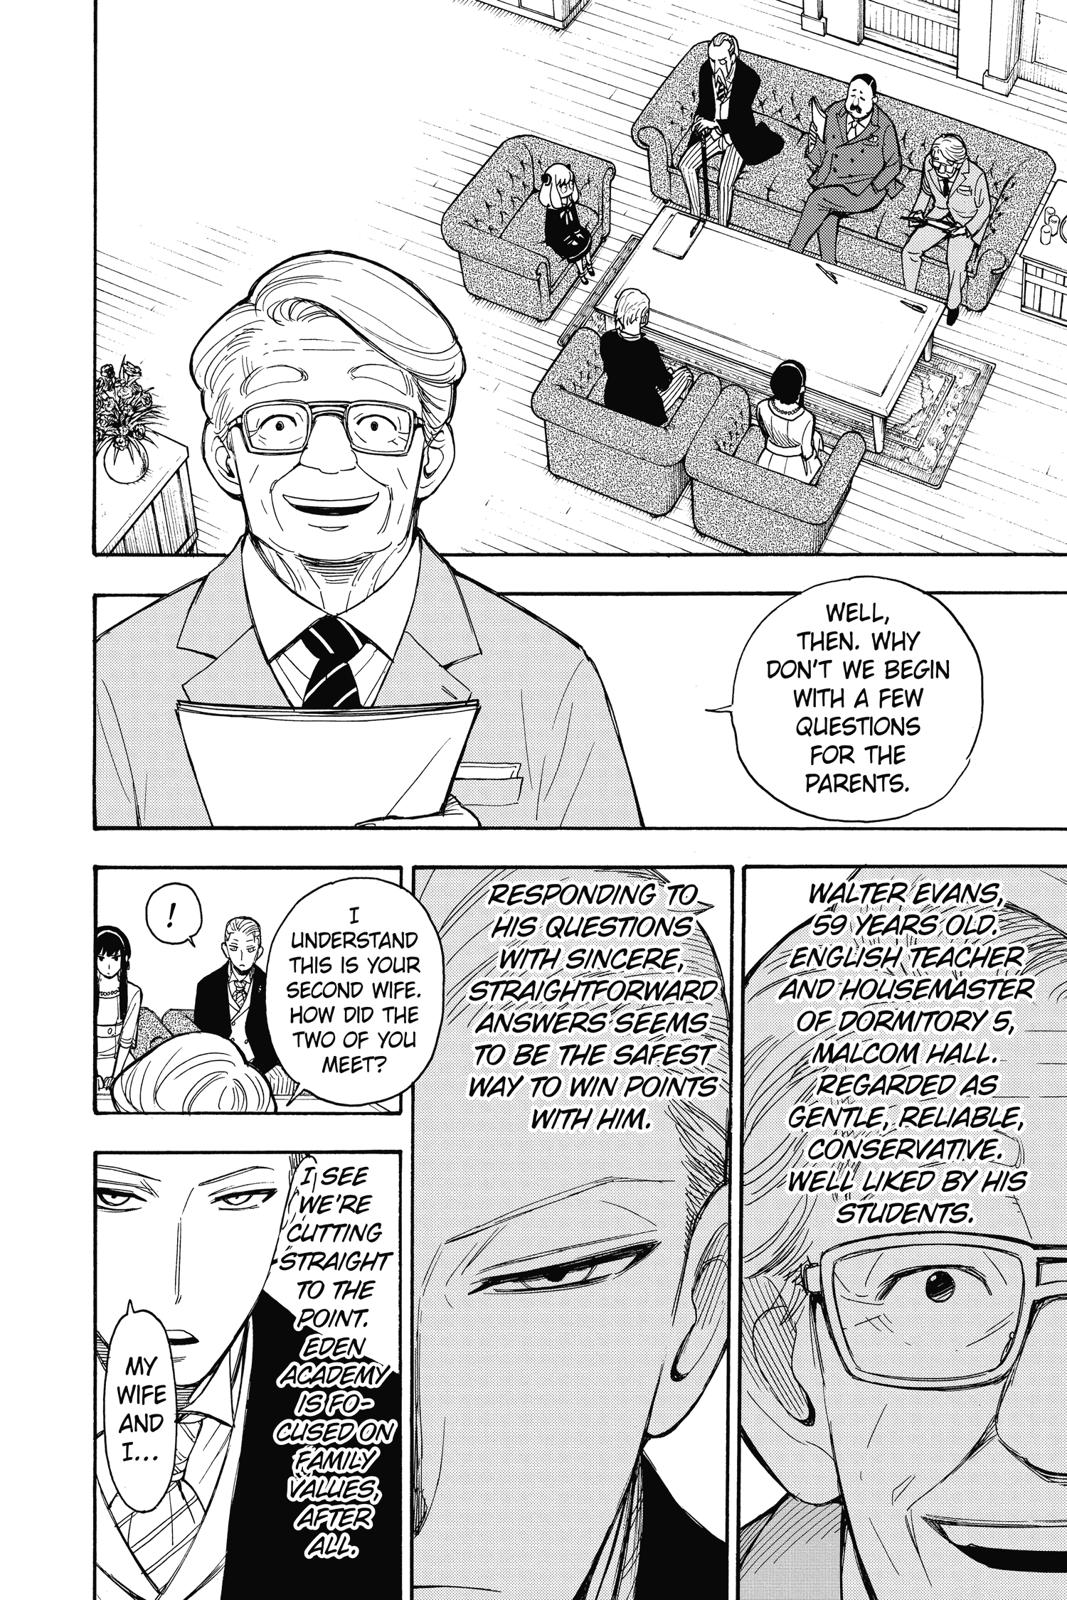 WELL,
THEN. WHY
DON'T WE BEGIN
WITH A FEW
QUESTIONS
FOR THE
PARENTS.
WALTER EVANS,
59 YEARS OLD.
ENGLISH TEACHER
AND HOUSEMASTER
OF DORMITORY 5,
MALCOM HALL.
REGARDED AS
GENTLE, RELIABLE,
CONSERVATIVE.
WELL LIKED BY HIS
STUDENTS.
RESPONDING TO
HIS QUESTIONS
WITH SINCERE,
STRAIGHTFORWARD
ANSWERS SEEMS
TO BE THE SAFEST
WAY TO WIN POINTS
WITH HIM.
I
UNDERSTAND
THIS IS YOUR
SECOND WIFE.
HOW DID THE
TWO OF YOU
MEET?
!
I SEE
WE'RE
CUTTING
STRAIGHT
TO THE
POINT.
EDEN
ACADEMY
IS FO-
CUSED ON
FAMILY
VALUES,
AFTER
ALL.
MY
WIFE
AND
I...